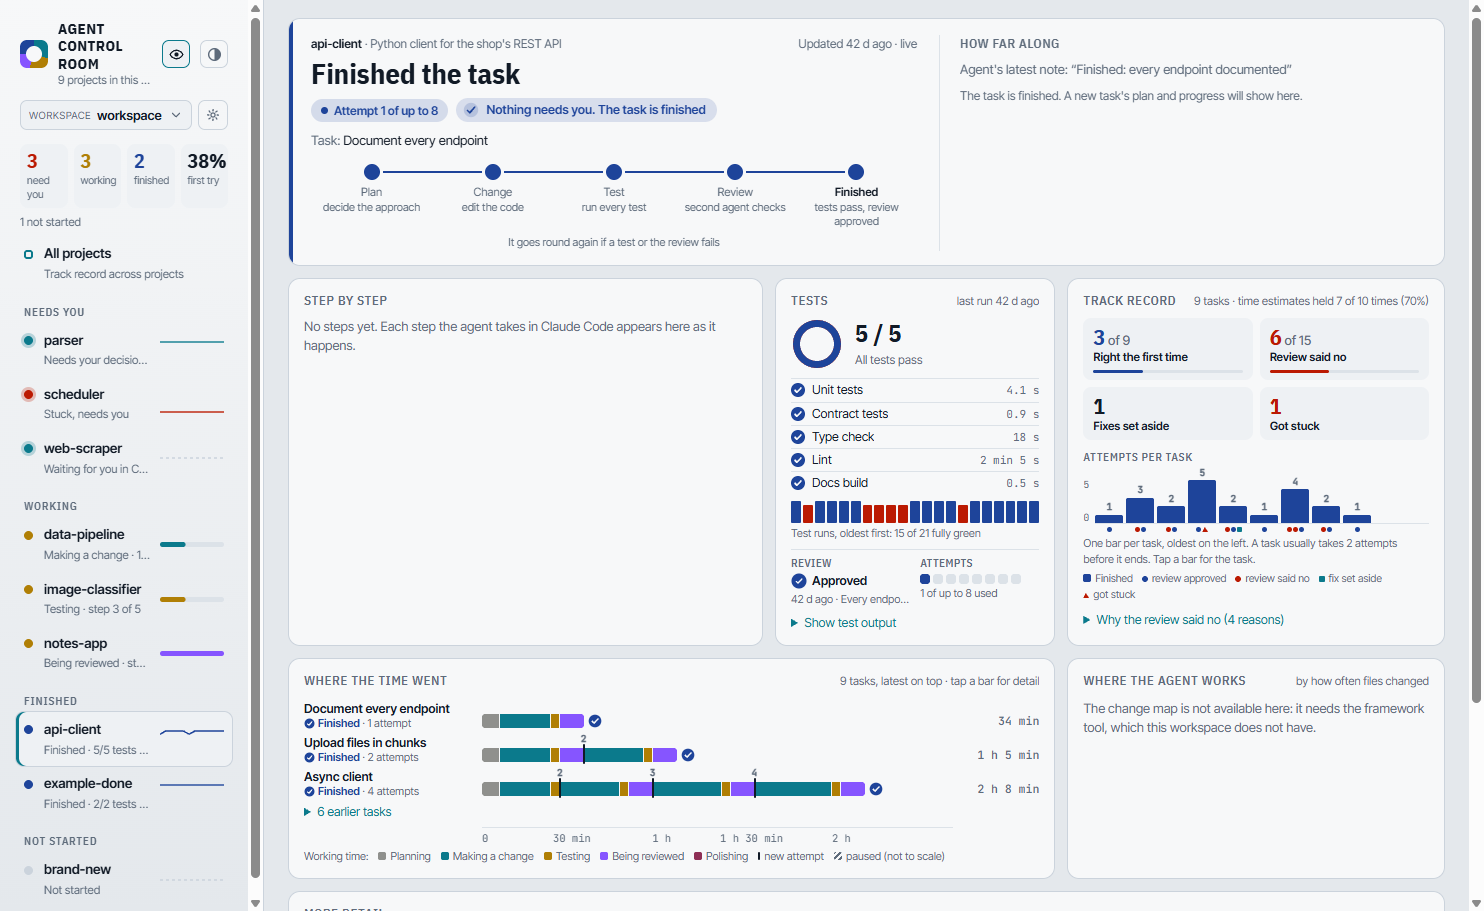 AGENT
CONTROL
ROOM
9 projects in this ...
WORKSPACE workspace
3 need you
3 working
2 finished
38% first try
1 not started
All projects
Track record across projects
NEEDS YOU
parser
Needs your decisio...
scheduler
Stuck, needs you
web-scraper
Waiting for you in C...
WORKING
data-pipeline
Making a change · 1...
image-classifier
Testing · step 3 of 5
notes-app
Being reviewed · st...
FINISHED
api-client
Finished · 5/5 tests ...
example-done
Finished · 2/2 tests ...
NOT STARTED
brand-new
Not started
api-client · Python client for the shop's REST API
Updated 42 d ago · live
Finished the task
Attempt 1 of up to 8
Nothing needs you. The task is finished
Task: Document every endpoint
Plan
decide the approach
Change
edit the code
Test
run every test
Review
second agent checks
Finished
tests pass, review
approved
It goes round again if a test or the review fails
HOW FAR ALONG
Agent's latest note: “Finished: every endpoint documented”
The task is finished. A new task's plan and progress will show here.
STEP BY STEP
No steps yet. Each step the agent takes in Claude Code appears here as it
happens.
TESTS
last run 42 d ago
5 / 5
All tests pass
Unit tests 4.1 s
Contract tests 0.9 s
Type check 18 s
Lint 2 min 5 s
Docs build 0.5 s
Test runs, oldest first: 15 of 21 fully green
REVIEW
Approved
42 d ago · Every endpo...
ATTEMPTS
1 of up to 8 used
Show test output
TRACK RECORD
9 tasks · time estimates held 7 of 10 times (70%)
3 of 9
Right the first time
6 of 15
Review said no
1
Fixes set aside
1
Got stuck
ATTEMPTS PER TASK
5
0
1 3 2 5 2 1 4 2 1
One bar per task, oldest on the left. A task usually takes 2 attempts
before it ends. Tap a bar for the task.
Finished review approved review said no fix set aside
got stuck
Why the review said no (4 reasons)
WHERE THE TIME WENT
9 tasks, latest on top · tap a bar for detail
Document every endpoint
Finished · 1 attempt
34 min
Upload files in chunks
Finished · 2 attempts
2
1 h 5 min
Async client
Finished · 4 attempts
2 3 4
2 h 8 min
6 earlier tasks
0 30 min 1 h 1 h 30 min 2 h
Working time: Planning Making a change Testing Being reviewed Polishing new attempt paused (not to scale)
WHERE THE AGENT WORKS
by how often files changed
The change map is not available here: it needs the framework
tool, which this workspace does not have.